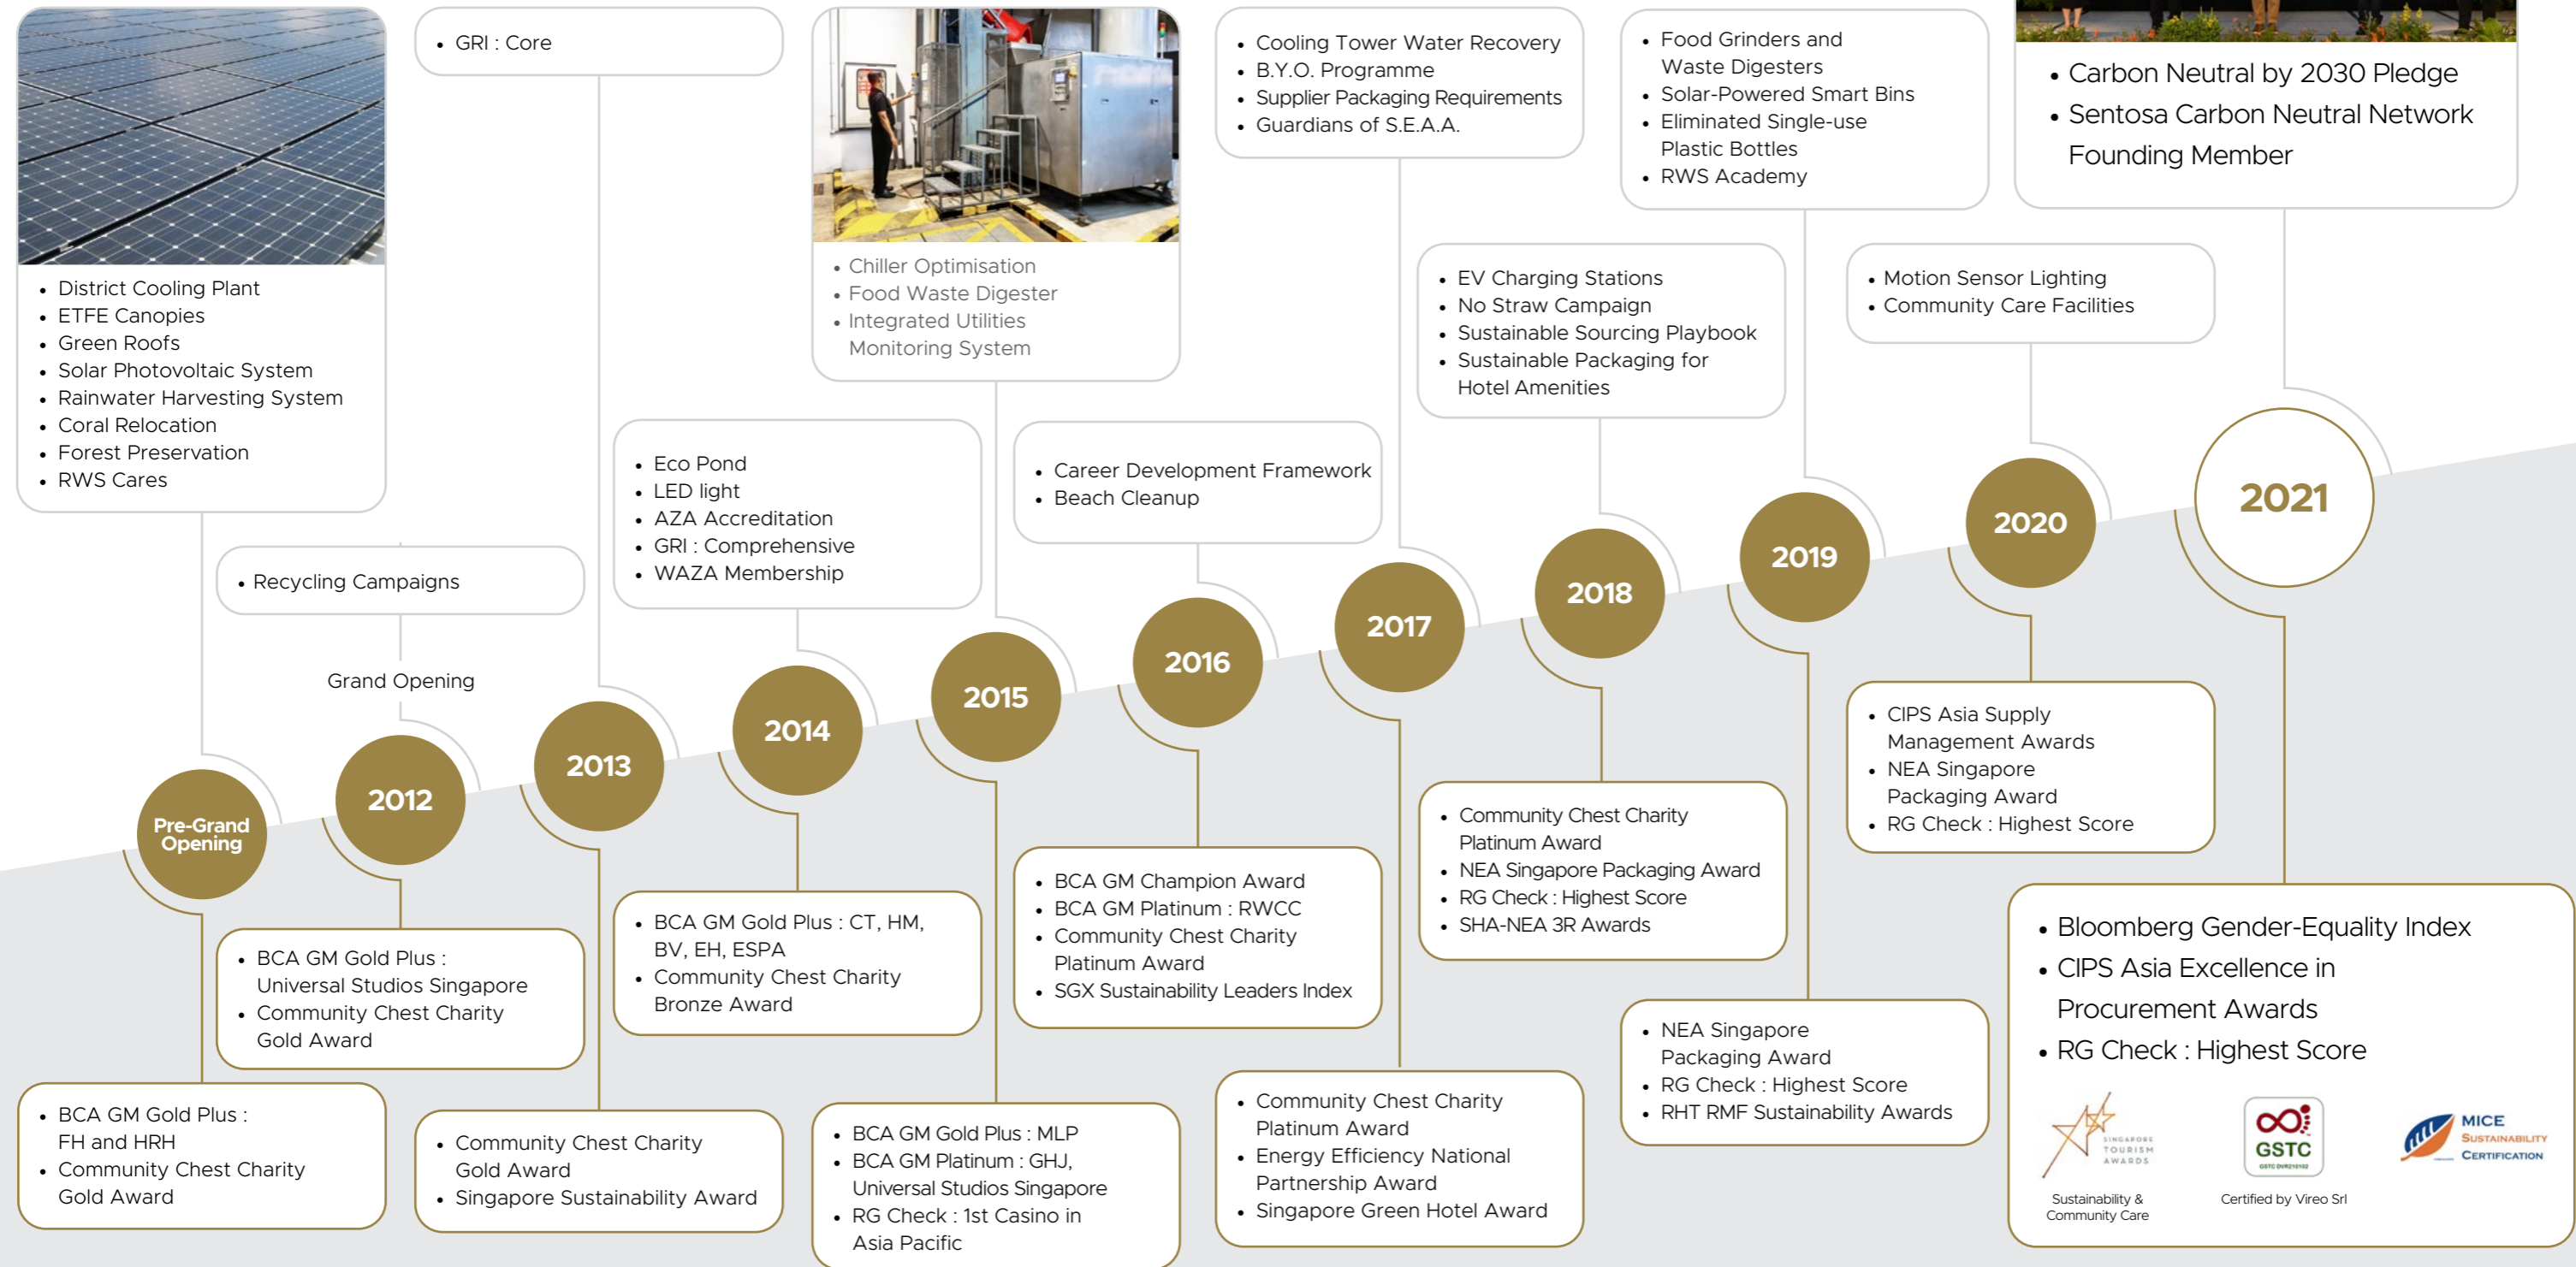 • District Cooling Plant
• ETFE Canopies
• Green Roofs
• Solar Photovoltaic System
• Rainwater Harvesting System
• Coral Relocation
• Forest Preservation
• RWS Cares
Pre-Grand
Opening
• BCA GM Gold Plus :
FH and HRH
• Community Chest Charity
Gold Award
• Recycling Campaigns
Grand Opening
2012
• BCA GM Gold Plus :
Universal Studios Singapore
• Community Chest Charity
Gold Award
• GRI : Core
2013
• Community Chest Charity
Gold Award
• Singapore Sustainability Award
• Eco Pond
• LED light
• AZA Accreditation
• GRI : Comprehensive
• WAZA Membership
2014
• BCA GM Gold Plus : CT, HM,
BV, EH, ESPA
• Community Chest Charity
Bronze Award
• Chiller Optimisation
• Food Waste Digester
• Integrated Utilities
Monitoring System
2015
• BCA GM Gold Plus : MLP
• BCA GM Platinum : GHJ,
Universal Studios Singapore
• RG Check : 1st Casino in
Asia Pacific
• Career Development Framework
• Beach Cleanup
2016
• BCA GM Champion Award
• BCA GM Platinum : RWCC
• Community Chest Charity
Platinum Award
• SGX Sustainability Leaders Index
• Cooling Tower Water Recovery
• B.Y.O. Programme
• Supplier Packaging Requirements
• Guardians of S.E.A.A.
2017
• Community Chest Charity
Platinum Award
• Energy Efficiency National
Partnership Award
• Singapore Green Hotel Award
• EV Charging Stations
• No Straw Campaign
• Sustainable Sourcing Playbook
• Sustainable Packaging for
Hotel Amenities
2018
• Community Chest Charity
Platinum Award
• NEA Singapore Packaging Award
• RG Check : Highest Score
• SHA-NEA 3R Awards
• Food Grinders and
Waste Digesters
• Solar-Powered Smart Bins
• Eliminated Single-use
Plastic Bottles
• RWS Academy
2019
• NEA Singapore
Packaging Award
• RG Check : Highest Score
• RHT RMF Sustainability Awards
• Motion Sensor Lighting
• Community Care Facilities
2020
• CIPS Asia Supply
Management Awards
• NEA Singapore
Packaging Award
• RG Check : Highest Score
• Carbon Neutral by 2030 Pledge
• Sentosa Carbon Neutral Network
Founding Member
2021
• Bloomberg Gender-Equality Index
• CIPS Asia Excellence in
Procurement Awards
• RG Check : Highest Score
SINGAPORE
TOURISM
AWARDS
Sustainability &
Community Care
GSTC
GSTC DVR210102
Certified by Vireo Srl
MICE
SUSTAINABILITY
CERTIFICATION